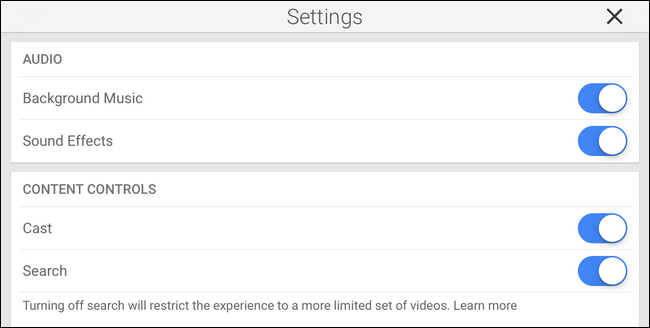 Settings
AUDIO
Background Music
Sound Effects
CONTENT CONTROLS
Cast
Search
Turning off search will restrict the experience to a more limited set of videos. Learn more